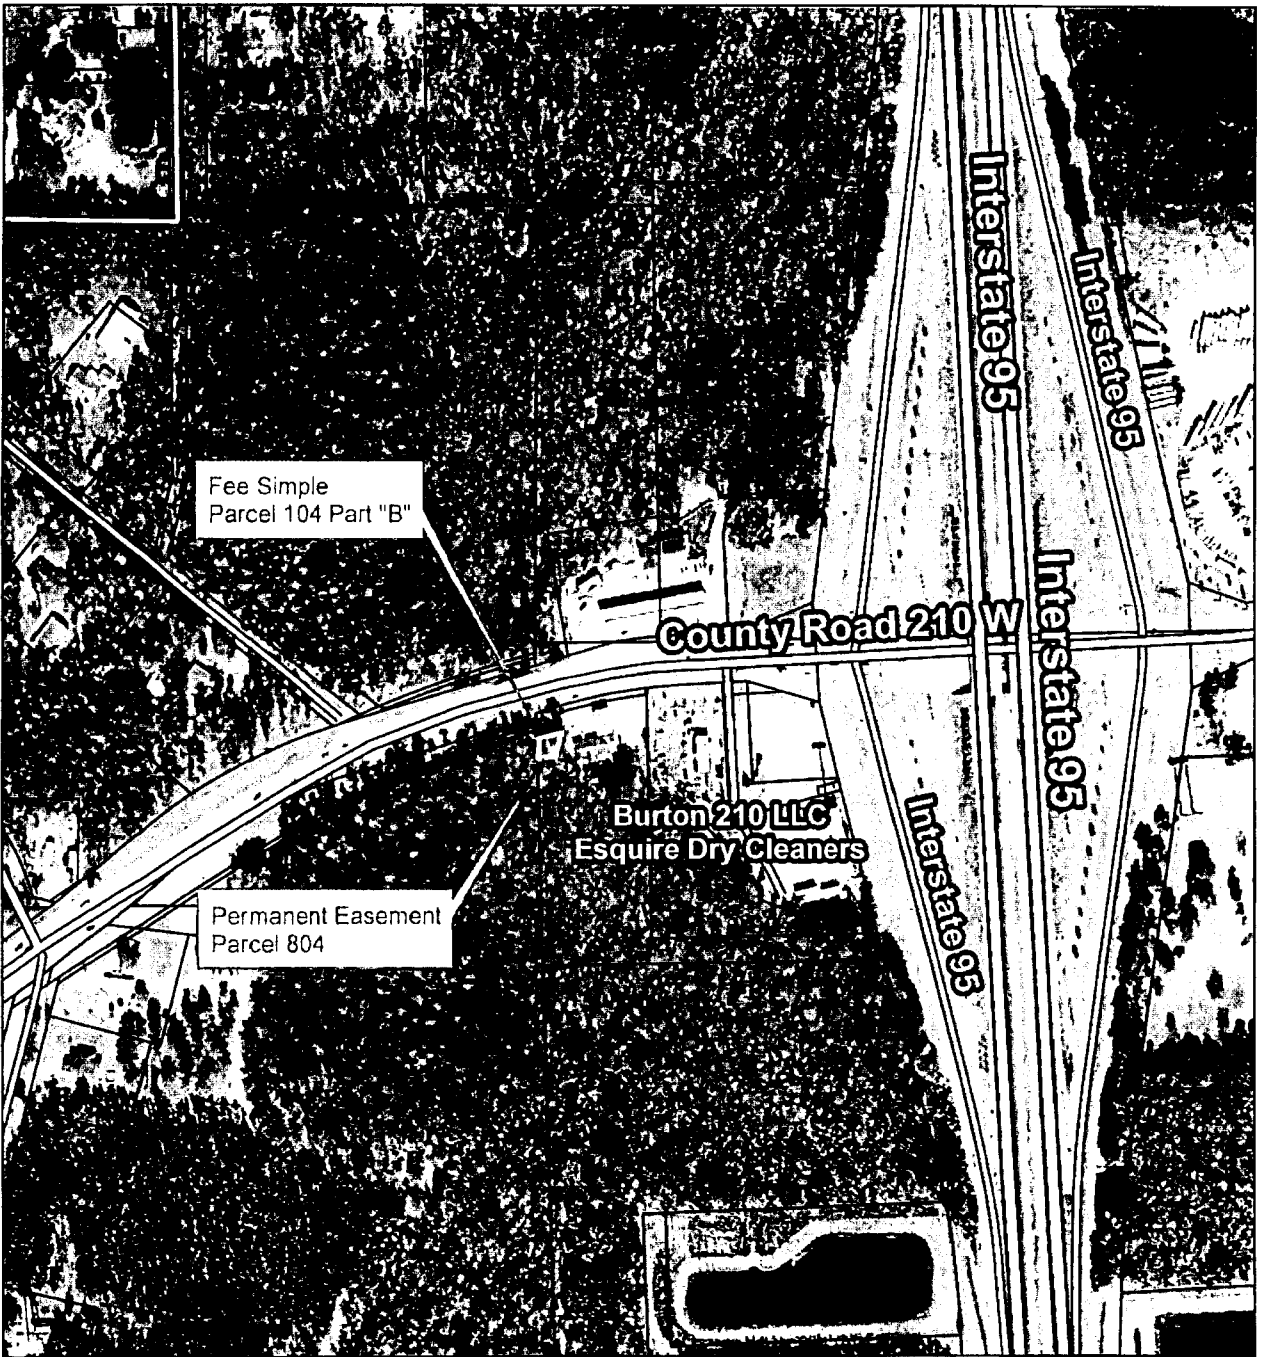 Interstate 95
Interstate 95
Fee Simple
Parcel 104 Part "B"
County Road 210 W
Interstate 95
Burton 210 LLC
Esquire Dry Cleaners
Interstate 95
Permanent Easement
Parcel 804